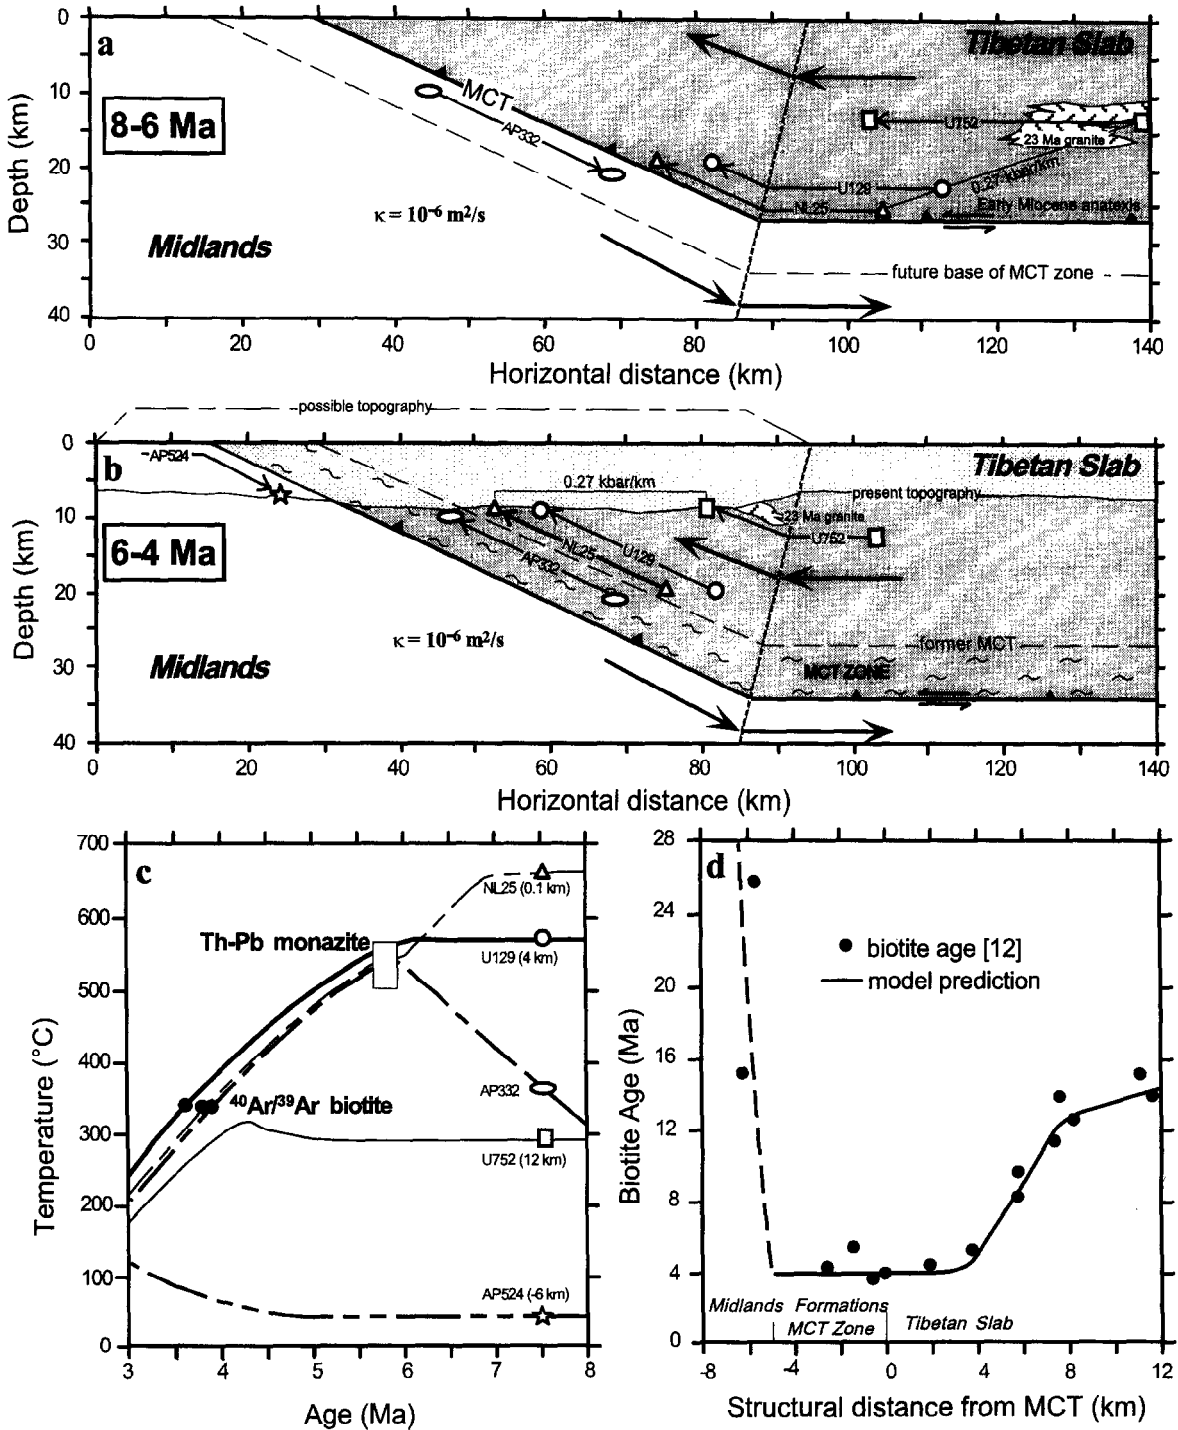 a
Tibetan Slab
8-6 Ma
MCT
AP332
U752
23 Ma granite
0.27 kbar/km
U129
NL25
Early Miocene anatexis
κ = 10⁻⁶ m²/s
Midlands
future base of MCT zone
Depth (km)
0
10
20
30
40
0 20 40 60 80 100 120 140
Horizontal distance (km)
possible topography
b
AP524
Tibetan Slab
0.27 kbar/km
present topography
23 Ma granite
U752
6-4 Ma
NL25
U129
AP332
κ = 10⁻⁶ m²/s
former MCT
Midlands
MCT ZONE
Depth (km)
0
10
20
30
40
0 20 40 60 80 100 120 140
Horizontal distance (km)
c
NL25 (0.1 km)
Th-Pb monazite
U129 (4 km)
AP332
⁴⁰Ar/³⁹Ar biotite
U752 (12 km)
AP524 (-6 km)
Temperature (°C)
700
600
500
400
300
200
100
0
3 4 5 6 7 8
Age (Ma)
d
biotite age [12]
model prediction
Midlands Formations
MCT Zone
Tibetan Slab
Biotite Age (Ma)
28
24
20
16
12
8
4
0
-8 -4 0 4 8 12
Structural distance from MCT (km)